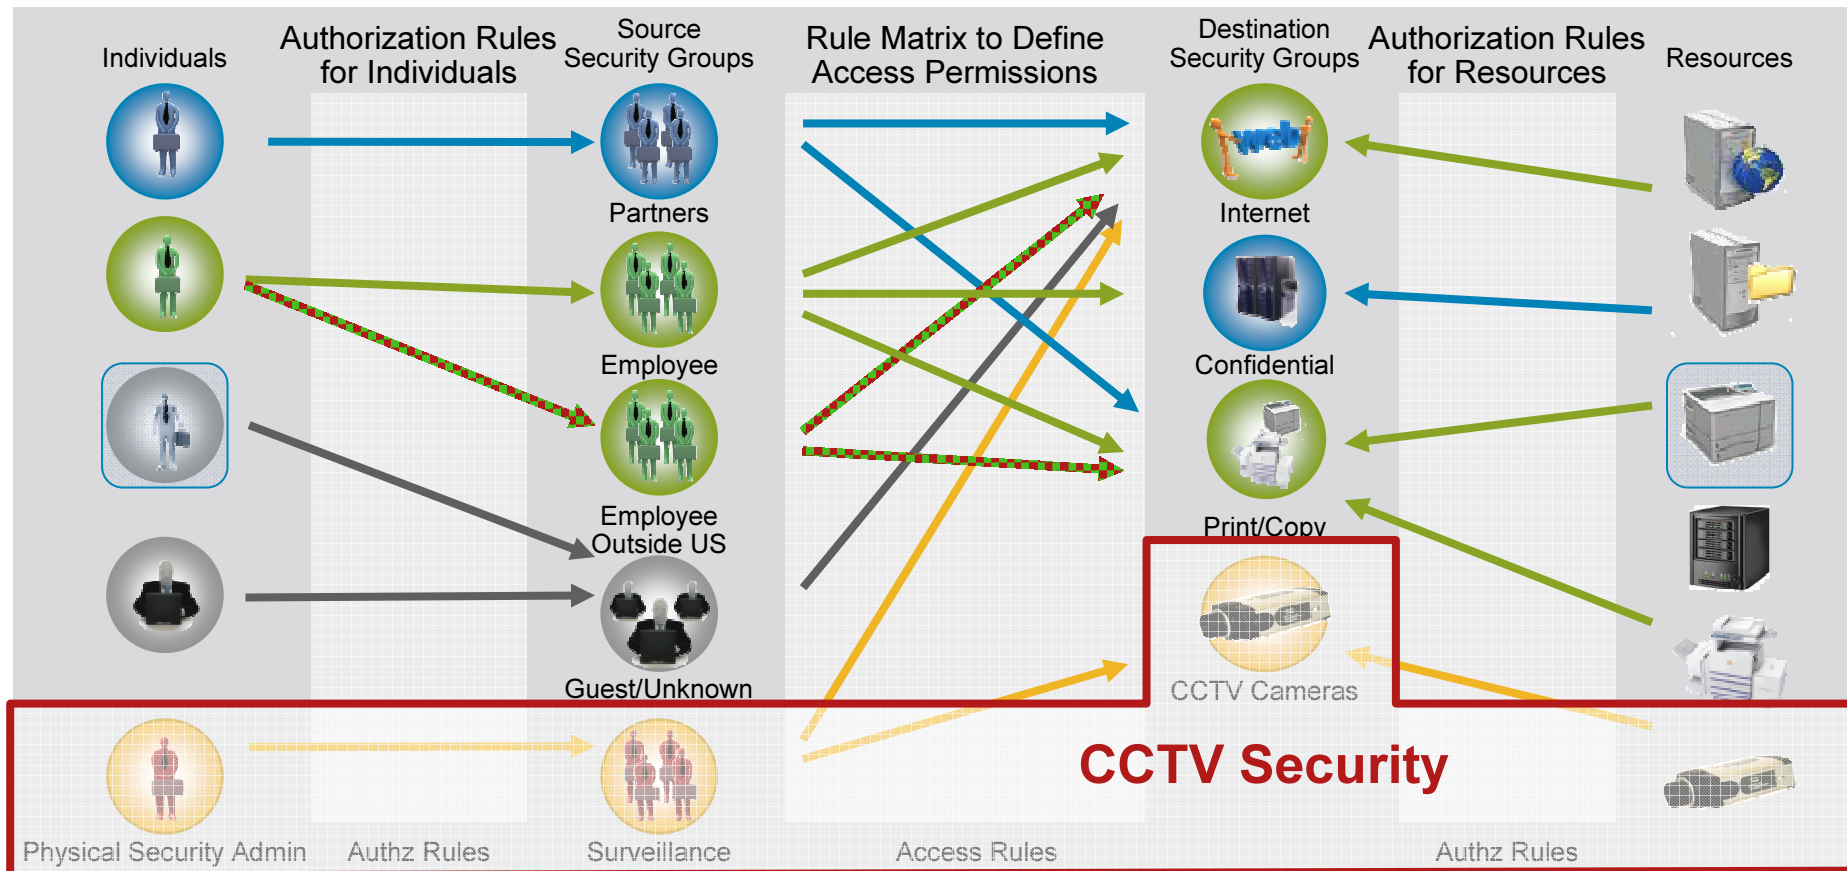 Individuals
Authorization Rules
for Individuals
Source
Security Groups
Rule Matrix to Define
Access Permissions
Destination
Security Groups
Authorization Rules
for Resources
Resources
Web
Partners
Internet
Employee
Confidential
Employee
Outside US
Print/Copy
Guest/Unknown
CCTV Cameras
CCTV Security
Physical Security Admin
Authz Rules
Surveillance
Access Rules
Authz Rules